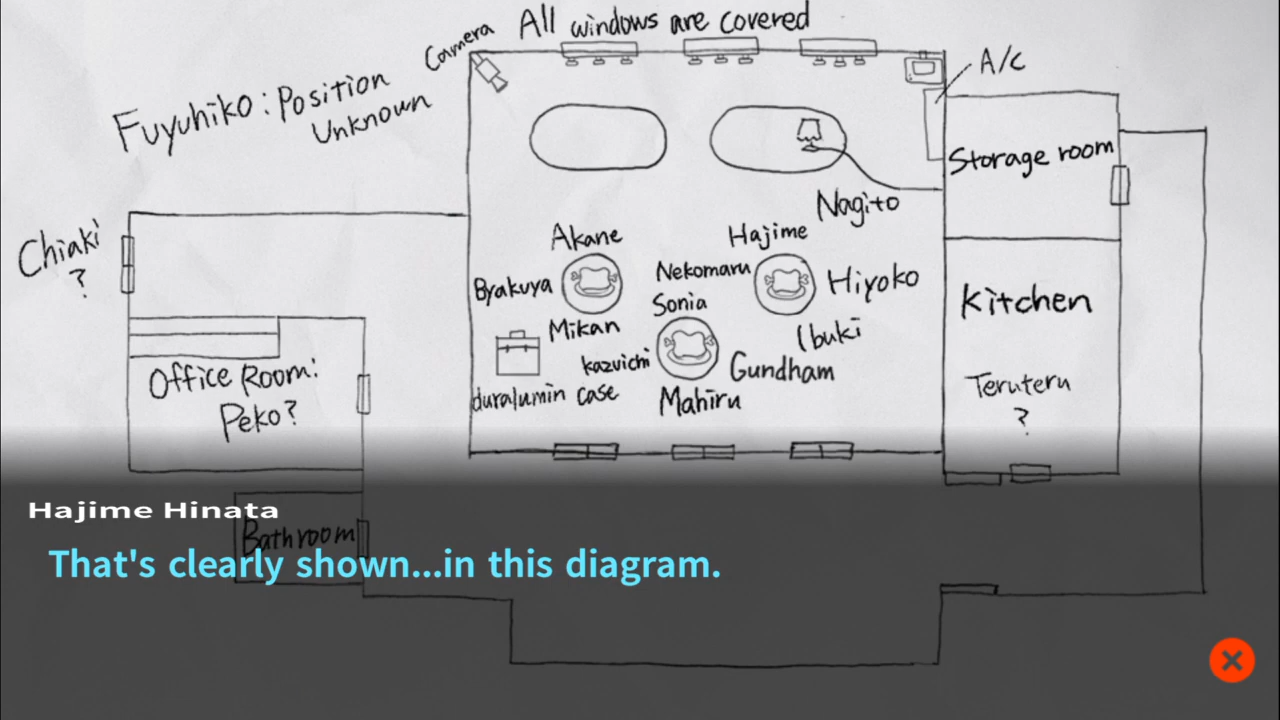 All windows are covered
Camera
A/C
Fuyuhiko: Position
Unknown
Storage room
Nagito
Chiaki
?
Akane
Hajime
Byakuya
Nekomaru
Hiyoko
Sonia
Kitchen
Mikan
Ibuki
kazuichi
Gundham
Office Room:
Peko?
Teruteru
?
duralumin case
Mahiru
Hajime Hinata
Bathroom
That's clearly shown...in this diagram.